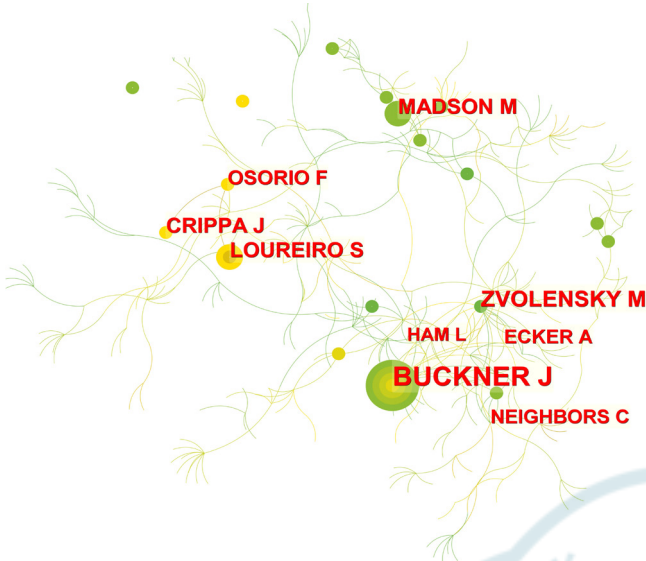 MADSON M
OSORIO F
CRIPPA J
LOUREIRO S
ZVOLENSKY M
HAM L
ECKER A
BUCKNER J
NEIGHBORS C